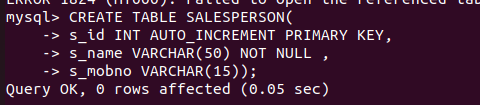 ERROR 1824 (HY000): Failed to open the referenced tab
mysql> CREATE TABLE SALESPERSON(
    -> s_id INT AUTO_INCREMENT PRIMARY KEY,
    -> s_name VARCHAR(50) NOT NULL ,
    -> s_mobno VARCHAR(15));
Query OK, 0 rows affected (0.05 sec)